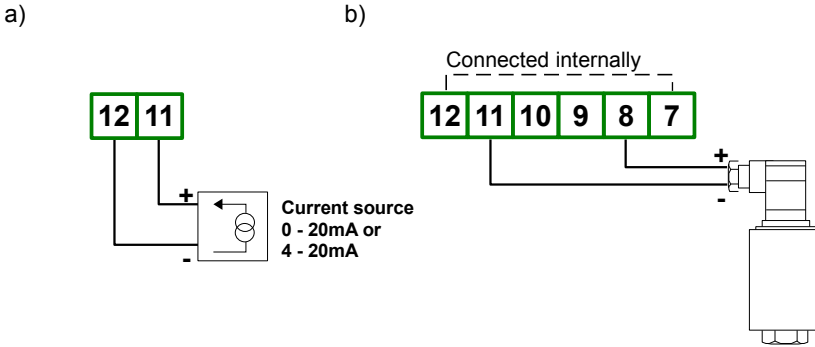 a)
b)
Connected internally
12 11
12 11 10 9 8 7
+
-
Current source
0 - 20mA or
4 - 20mA
+
-